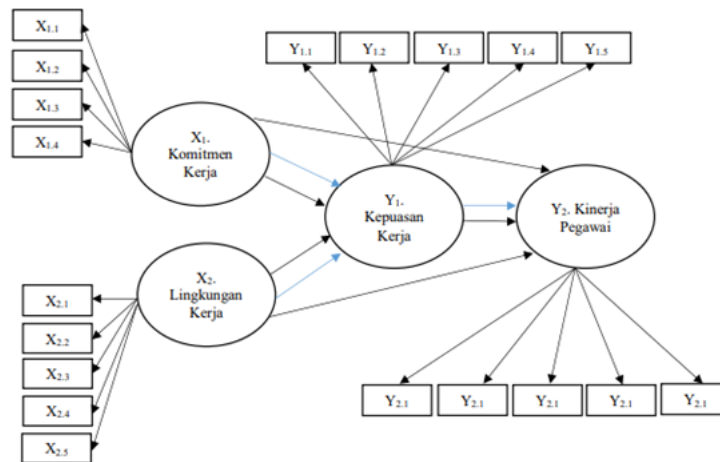 X1.1
X1.2
X1.3
X1.4
Y1.1
Y1.2
Y1.3
Y1.4
Y1.5
X1.
Komitmen
Kerja
Y1.
Kepuasan
Kerja
Y2. Kinerja
Pegawai
X2.
Lingkungan
Kerja
X2.1
X2.2
X2.3
X2.4
X2.5
Y2.1
Y2.1
Y2.1
Y2.1
Y2.1